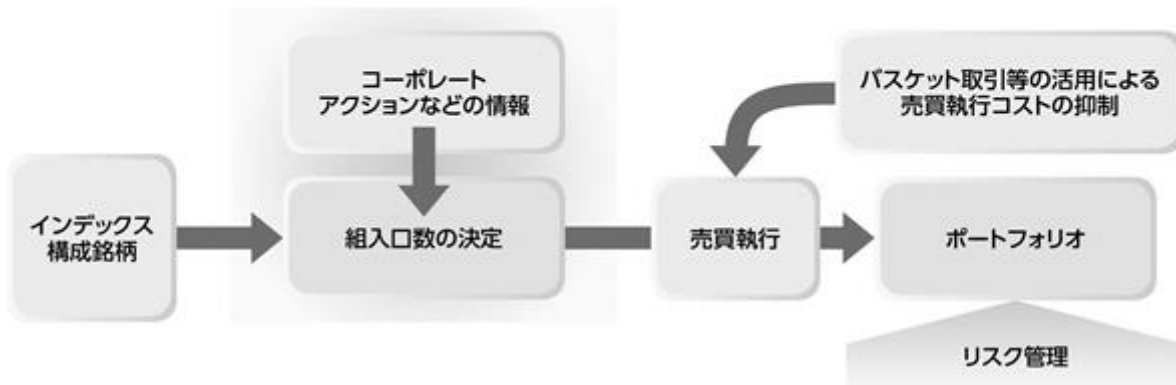 コーポレート
アクションなどの情報
バスケット取引等の活用による
売買執行コストの抑制
インデックス
構成銘柄
組入口数の決定
売買執行
ポートフォリオ
リスク管理